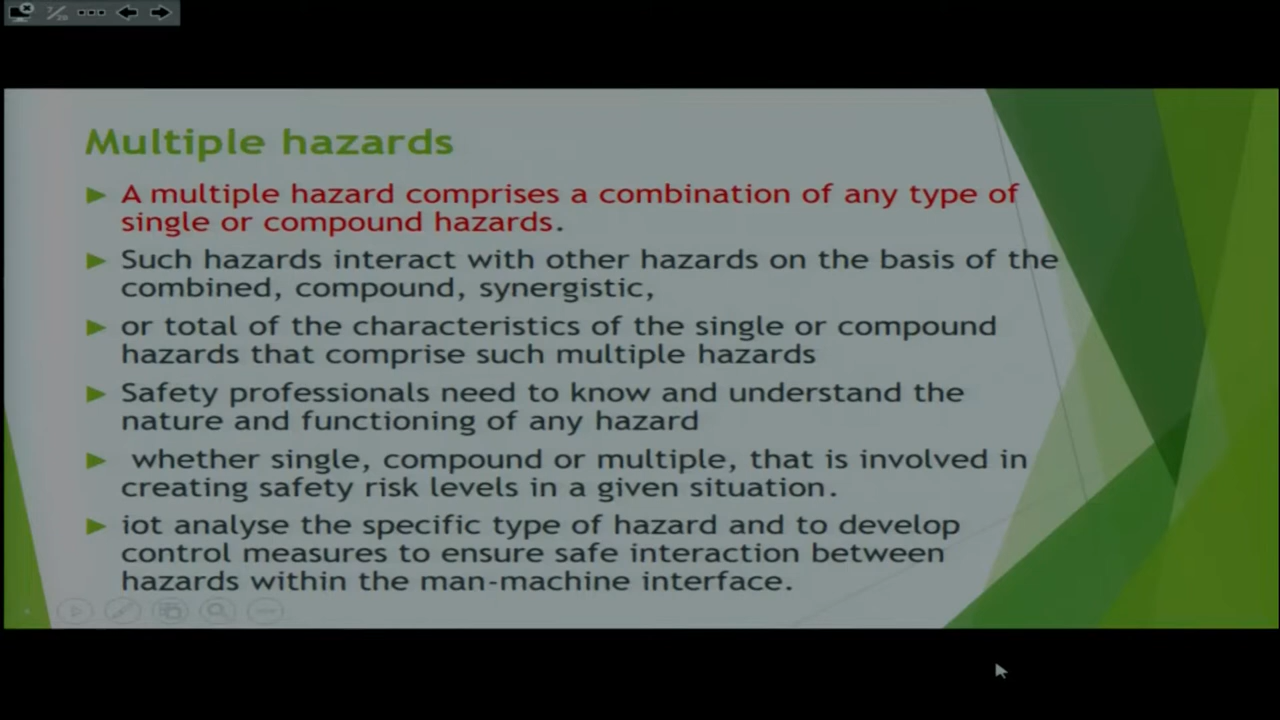 7/20
Multiple hazards
A multiple hazard comprises a combination of any type of
single or compound hazards.
Such hazards interact with other hazards on the basis of the
combined, compound, synergistic,
or total of the characteristics of the single or compound
hazards that comprise such multiple hazards
Safety professionals need to know and understand the
nature and functioning of any hazard
whether single, compound or multiple, that is involved in
creating safety risk levels in a given situation.
iot analyse the specific type of hazard and to develop
control measures to ensure safe interaction between
hazards within the man-machine interface.